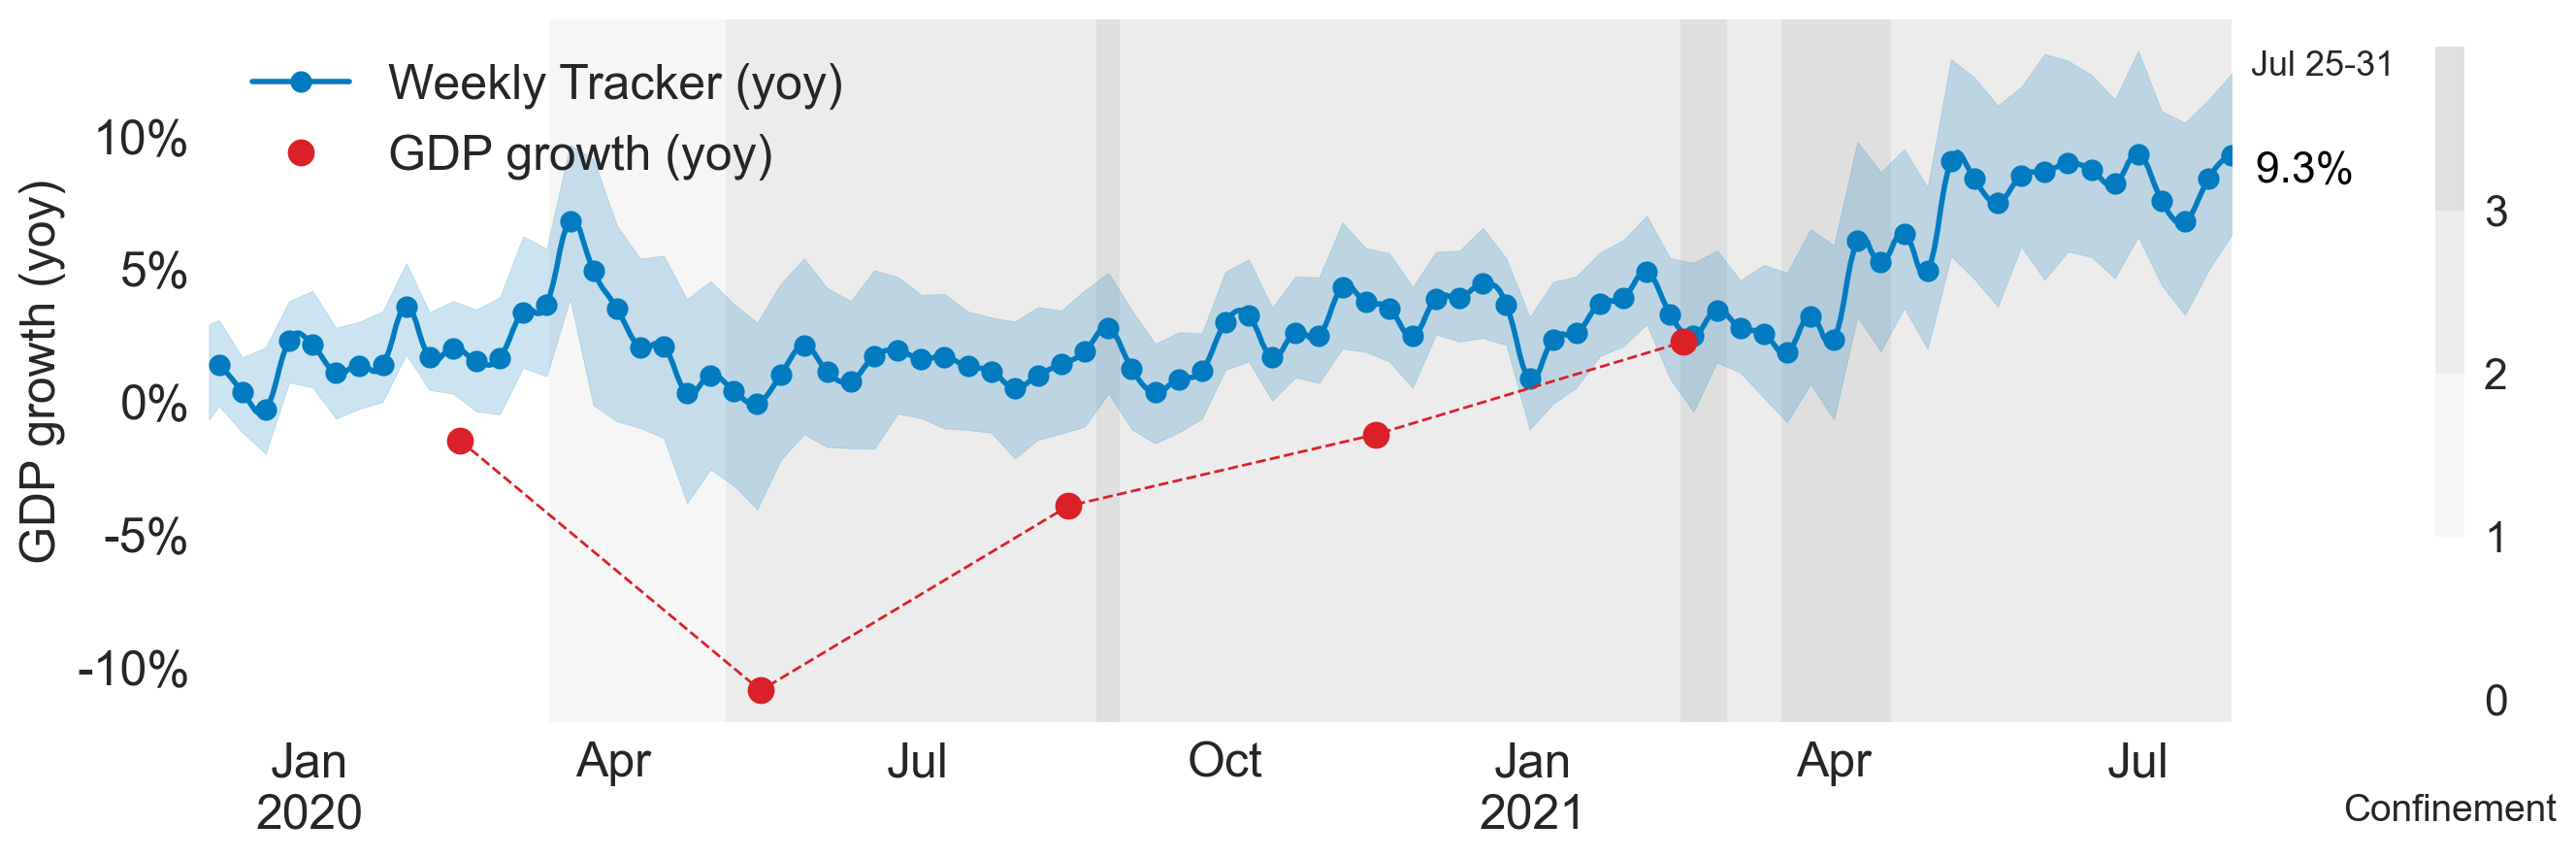 Weekly Tracker (yoy)
GDP growth (yoy)
Jul 25-31
9.3%
GDP growth (yoy)
10%
5%
0%
-5%
-10%
3
2
1
0
Jan Apr Jul Oct Jan Apr Jul
2020 2021
Confinement